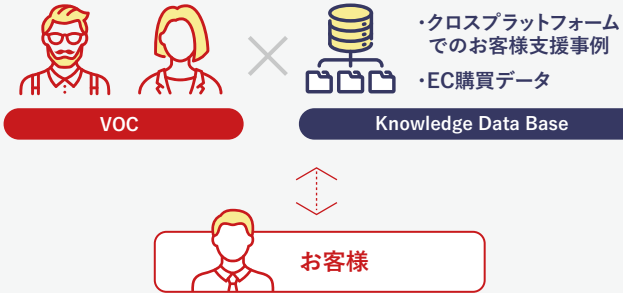 ・クロスプラットフォーム
でのお客様支援事例
・EC購買データ
VOC
Knowledge Data Base
お客様